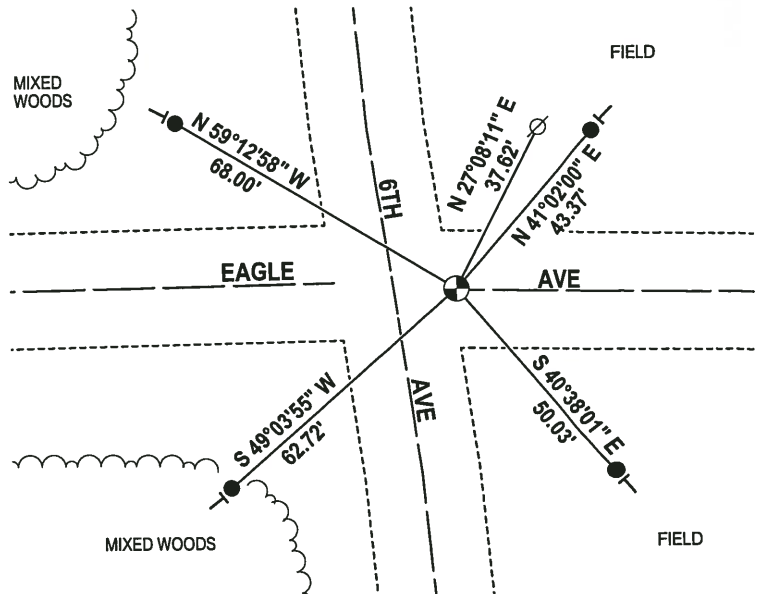 FIELD
MIXED
WOODS
N 59°12'58" W
68.00'
N 27°08'11" E
37.62'
N 41°02'00" E
43.37'
6TH
EAGLE
AVE
AVE
S 49°03'55" W
62.72'
S 40°38'01" E
50.03'
MIXED WOODS
FIELD